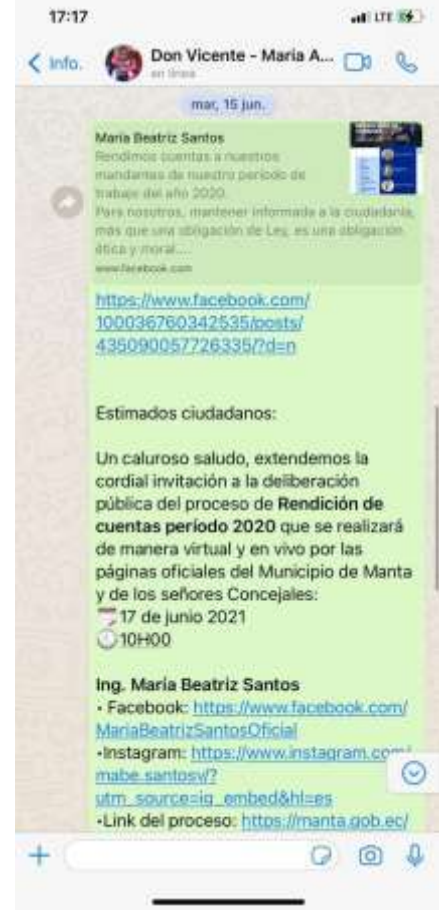 17:17
LTE
Info.
Don Vicente - Maria A...
en línea
mar, 15 jun.
Maria Beatriz Santos
Rendimos cuentas a nuestros
mandantes de nuestro periodo de
trabajo del año 2020.
Para nosotros, mantener informada a la ciudadanía,
más que una obligación de Ley, es una obligación
ética y moral....
www.facebook.com
https://www.facebook.com/
100036760342535/posts/
435090057726335/?d=n
Estimados ciudadanos:
Un caluroso saludo, extendemos la
cordial invitación a la deliberación
pública del proceso de Rendición de
cuentas período 2020 que se realizará
de manera virtual y en vivo por las
páginas oficiales del Municipio de Manta
y de los señores Concejales:
17 de junio 2021
10H00
Ing. Maria Beatriz Santos
• Facebook: https://www.facebook.com/
MariaBeatrizSantosOficial
•Instagram: https://www.instagram.com/
mabe.santosv/?
utm_source=ig_embed&hl=es
•Link del proceso: https://manta.gob.ec/